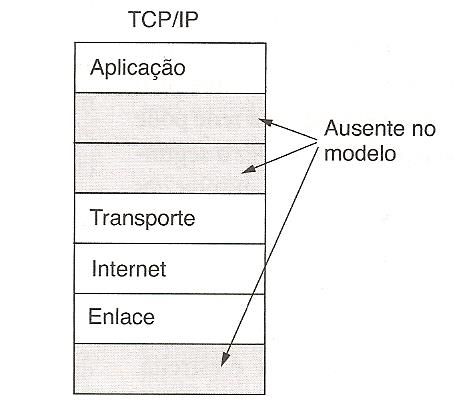 TCP/IP
Aplicação
Ausente no
modelo
Transporte
Internet
Enlace